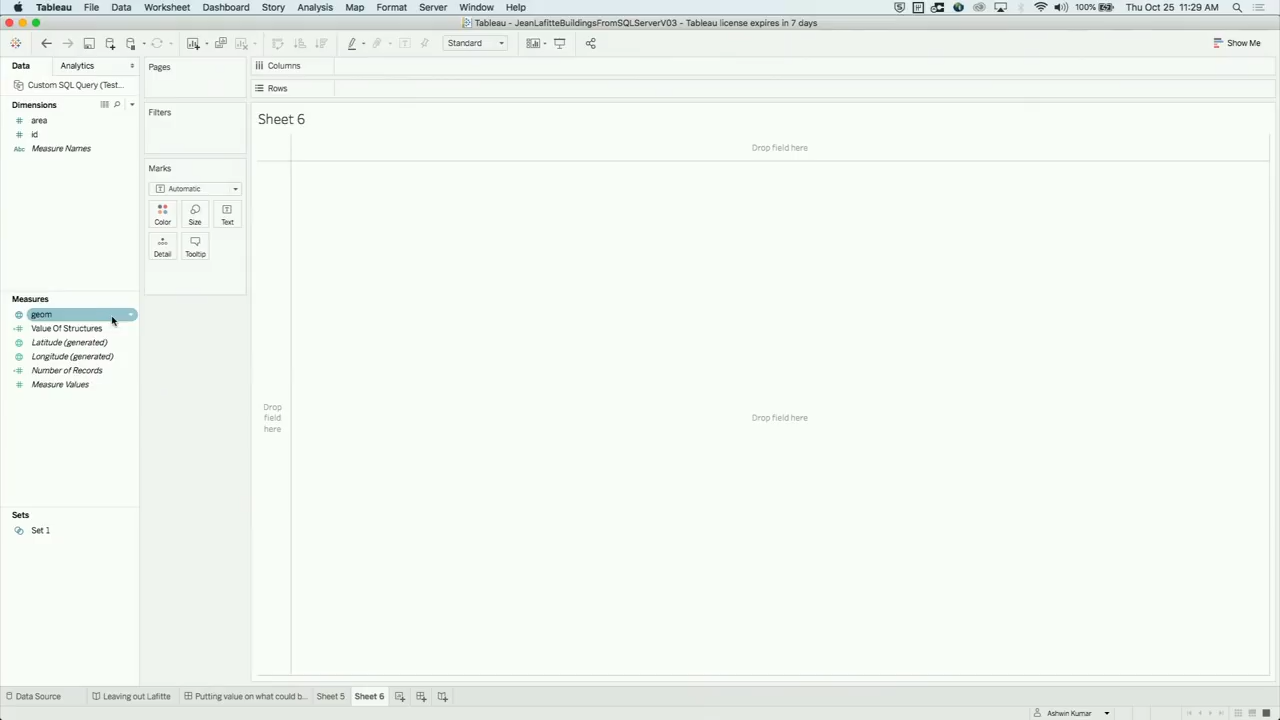 Tableau File Data Worksheet Dashboard Story Analysis Map Format Server Window Help 100% Thu Oct 25 11:29 AM
Tableau - JeanLafitteBuildingsFromSQLServerV03 - Tableau license expires in 7 days
Standard Show Me
Data Analytics
Custom SQL Query (Test...
Dimensions
# area
# id
Abc Measure Names
Measures
geom
Value Of Structures
Latitude (generated)
Longitude (generated)
Number of Records
# Measure Values
Sets
Set 1
Pages
Filters
Marks
Automatic
Color Size Text
Detail Tooltip
Columns
Rows
Sheet 6
Drop field here
Drop
field
here
Drop field here
Data Source Leaving out Lafitte Putting value on what could b... Sheet 5 Sheet 6
Ashwin Kumar